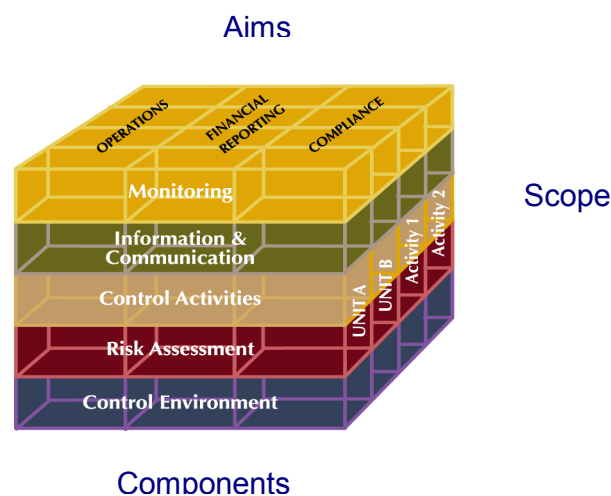 Aims
OPERATIONS
FINANCIAL
REPORTING
COMPLIANCE
Monitoring
Information &
Communication
Control Activities
Risk Assessment
Control Environment
UNIT A
UNIT B
Activity 1
Activity 2
Scope
Components